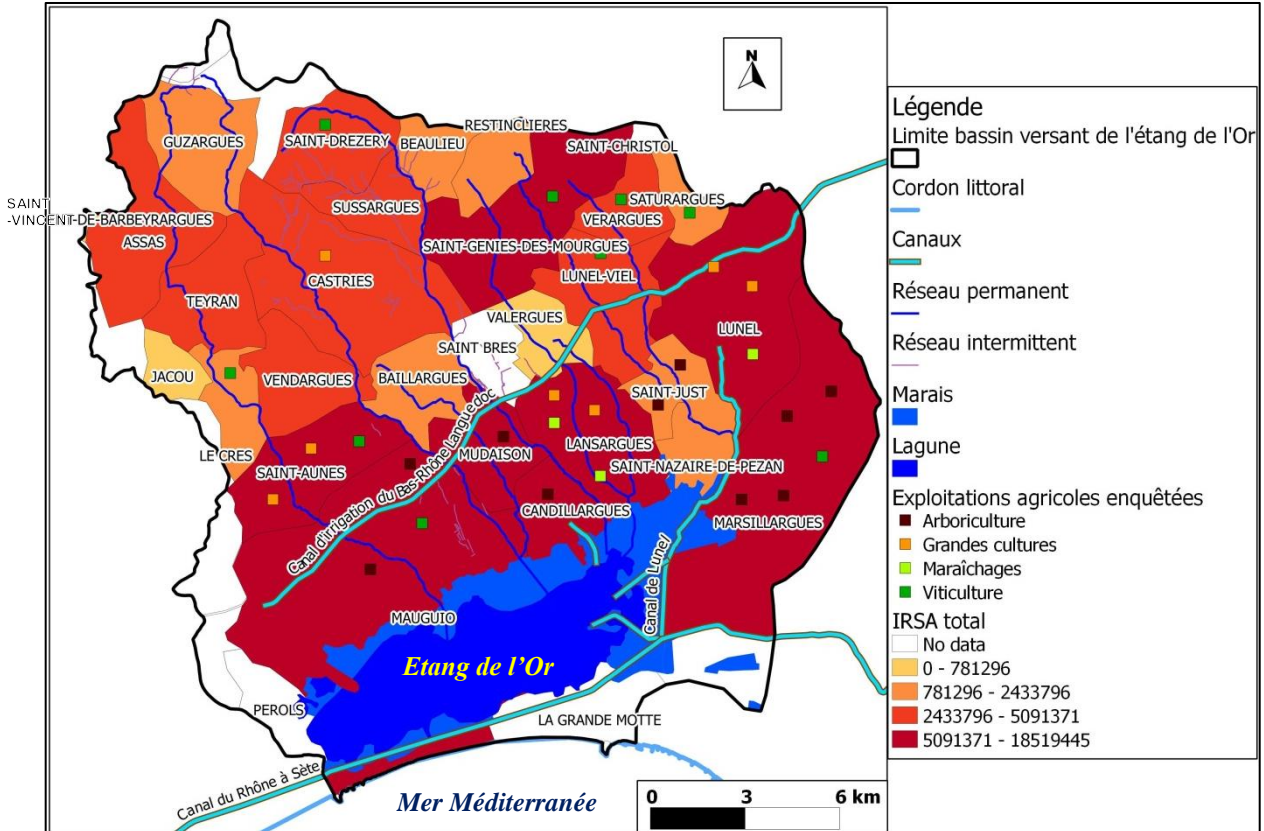 N
RESTINCLIERES
GUZARGUES
SAINT-DREZERY
BEAULIEU
SAINT-CHRISTOL
SAINT
-VINCENT-DE-BARBEYRARGUES
SUSSARGUES
SATURARGUES
VERARGUES
ASSAS
SAINT-GENIES-DES-MOURGUES
CASTRIES
LUNEL-VIEL
TEYRAN
VALERGUES
LUNEL
SAINT BRES
JACOU
VENDARGUES
BAILLARGUES
SAINT-JUST
LE CRES
SAINT-AUNES
MUDAISON
LANSARGUES
SAINT-NAZAIRE-DE-PEZAN
Canal d'irrigation du Bas-Rhône Languedoc
CANDILLARGUES
MARSILLARGUES
Canal de Lunel
MAUGUIO
Etang de l'Or
PEROLS
LA GRANDE MOTTE
Canal du Rhône à Sète
Mer Méditerranée
0 3 6 km
Légende
Limite bassin versant de l'étang de l'Or
Cordon littoral
Canaux
Réseau permanent
Réseau intermittent
Marais
Lagune
Exploitations agricoles enquêtées
Arboriculture
Grandes cultures
Maraîchages
Viticulture
IRSA total
No data
0 - 781296
781296 - 2433796
2433796 - 5091371
5091371 - 18519445